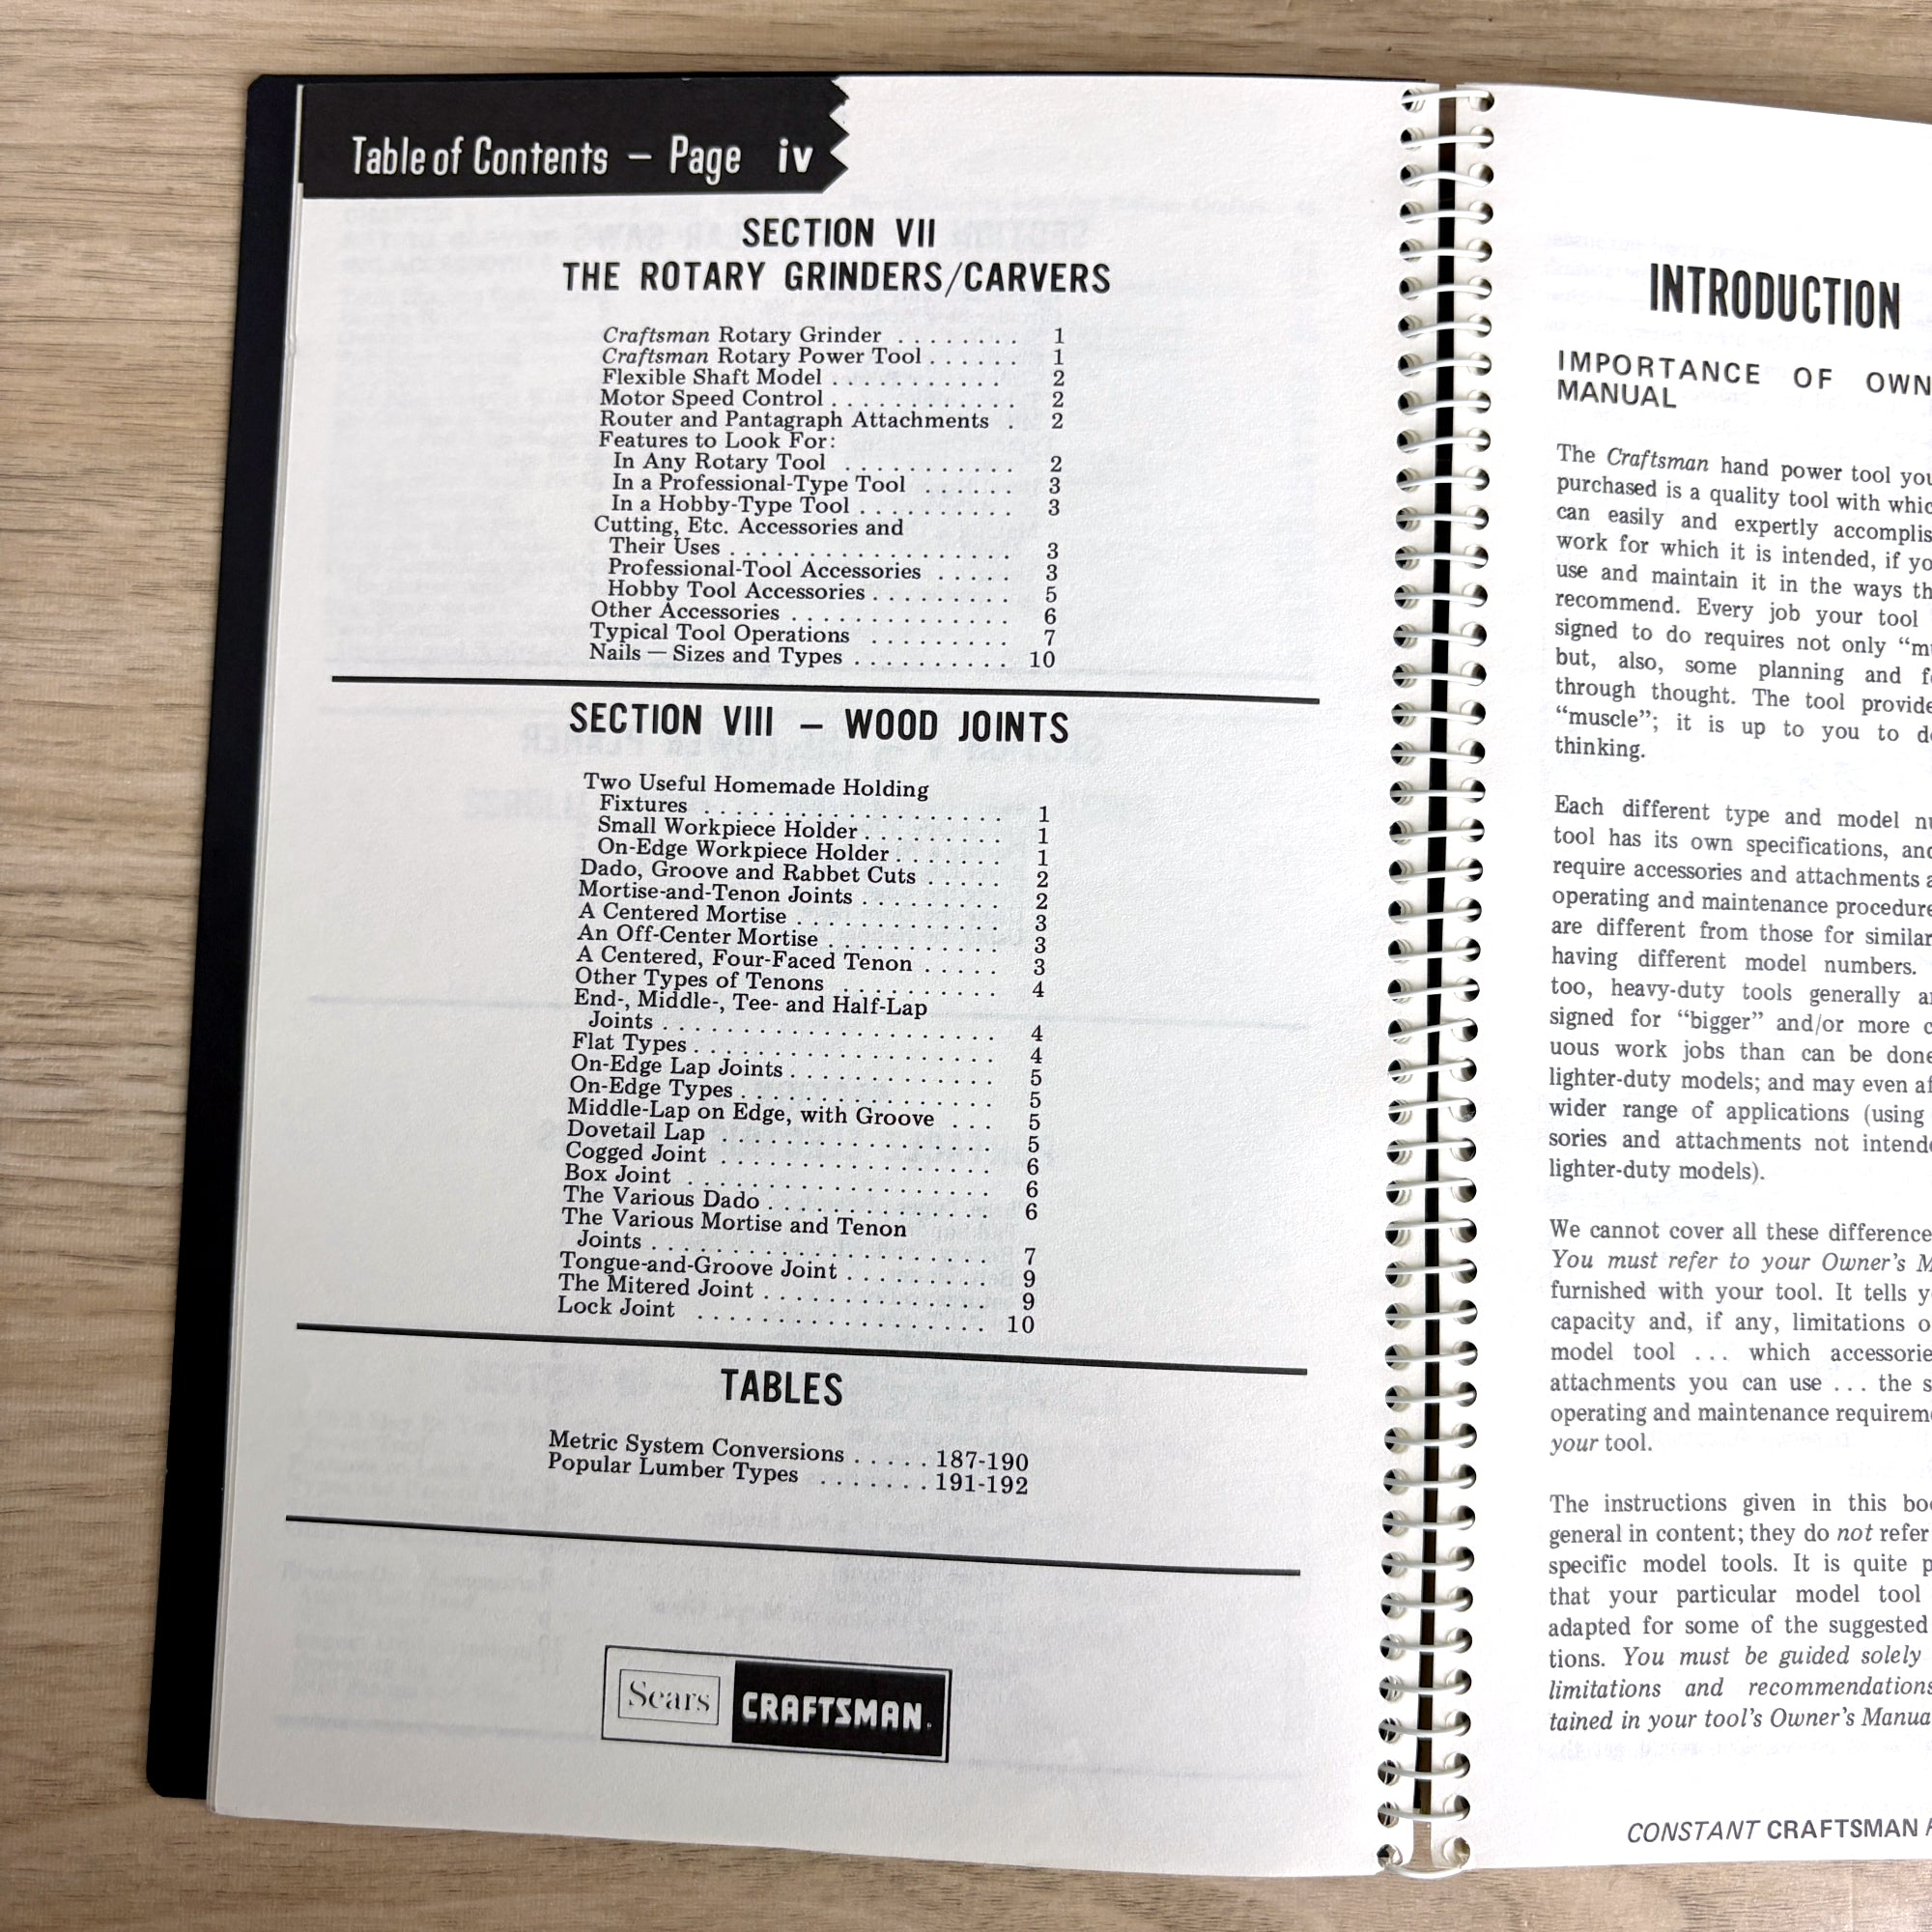 Table of Contents — Page iv
SECTION VII
THE ROTARY GRINDERS/CARVERS
Craftsman Rotary Grinder . . . . . . . . 1
Craftsman Rotary Power Tool . . . . . . 1
Flexible Shaft Model . . . . . . . . . . . 2
Motor Speed Control . . . . . . . . . . . . 2
Router and Pantagraph Attachments . 2
Features to Look For:
In Any Rotary Tool . . . . . . . . . . . 2
In a Professional-Type Tool . . . . . . 3
In a Hobby-Type Tool . . . . . . . . . . 3
Cutting, Etc. Accessories and
Their Uses . . . . . . . . . . . . . . . . . . 3
Professional-Tool Accessories . . . . . 3
Hobby Tool Accessories . . . . . . . . . 5
Other Accessories . . . . . . . . . . . . . . 6
Typical Tool Operations . . . . . . . . . 7
Nails — Sizes and Types . . . . . . . . . . 10
SECTION VIII — WOOD JOINTS
Two Useful Homemade Holding
Fixtures . . . . . . . . . . . . . . . . . . . 1
Small Workpiece Holder . . . . . . . . . 1
On-Edge Workpiece Holder . . . . . . . 1
Dado, Groove and Rabbet Cuts . . . . . 2
Mortise-and-Tenon Joints . . . . . . . . . 2
A Centered Mortise . . . . . . . . . . . . . 3
An Off-Center Mortise . . . . . . . . . . . 3
A Centered, Four-Faced Tenon . . . . . 3
Other Types of Tenons . . . . . . . . . . 4
End-, Middle-, Tee- and Half-Lap
Joints . . . . . . . . . . . . . . . . . . . . . 4
Flat Types . . . . . . . . . . . . . . . . . . . 4
On-Edge Lap Joints . . . . . . . . . . . . . 5
On-Edge Types . . . . . . . . . . . . . . . . 5
Middle-Lap on Edge, with Groove . . . 5
Dovetail Lap . . . . . . . . . . . . . . . . . 5
Cogged Joint . . . . . . . . . . . . . . . . . 6
Box Joint . . . . . . . . . . . . . . . . . . . 6
The Various Dado . . . . . . . . . . . . . . 6
The Various Mortise and Tenon
Joints . . . . . . . . . . . . . . . . . . . . . 7
Tongue-and-Groove Joint . . . . . . . . . 9
The Mitered Joint . . . . . . . . . . . . . . 9
Lock Joint . . . . . . . . . . . . . . . . . . 10
TABLES
Metric System Conversions . . . . . 187-190
Popular Lumber Types . . . . . . . 191-192
Sears CRAFTSMAN.
INTRODUCTION
IMPORTANCE OF
MANUAL
The Craftsman hand power tool
purchased is a quality tool with
can easily and expertly
work for which it is intended, if
use and maintain it in the ways
recommend. Every job your tool
signed to do requires not only
but, also, some planning and
through thought. The tool
"muscle"; it is up to you to
thinking.
Each different type and model
tool has its own specifications,
require accessories and attachments
operating and maintenance
are different from those for
having different model numbers.
too, heavy-duty tools generally
signed for "bigger" and/or more
uous work jobs than can be
lighter-duty models; and may even
wider range of applications (using
sories and attachments not
lighter-duty models).
We cannot cover all these
You must refer to your Owner's
furnished with your tool. It tells
capacity and, if any, limitations
model tool ... which
attachments you can use ... the
operating and maintenance
your tool.
The instructions given in this
general in content; they do not refer
specific model tools. It is quite
that your particular model tool
adapted for some of the suggested
tions. You must be guided solely
limitations and
tained in your tool's Owner's
CONSTANT CRAFTSMAN